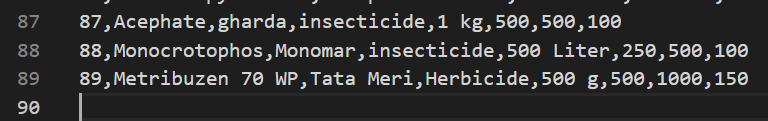 87 87,Acephate,gharda,insecticide,1 kg,500,500,100
88 88,Monocrotophos,Monomar,insecticide,500 Liter,250,500,100
89 89,Metribuzen 70 WP,Tata Meri,Herbicide,500 g,500,1000,150
90